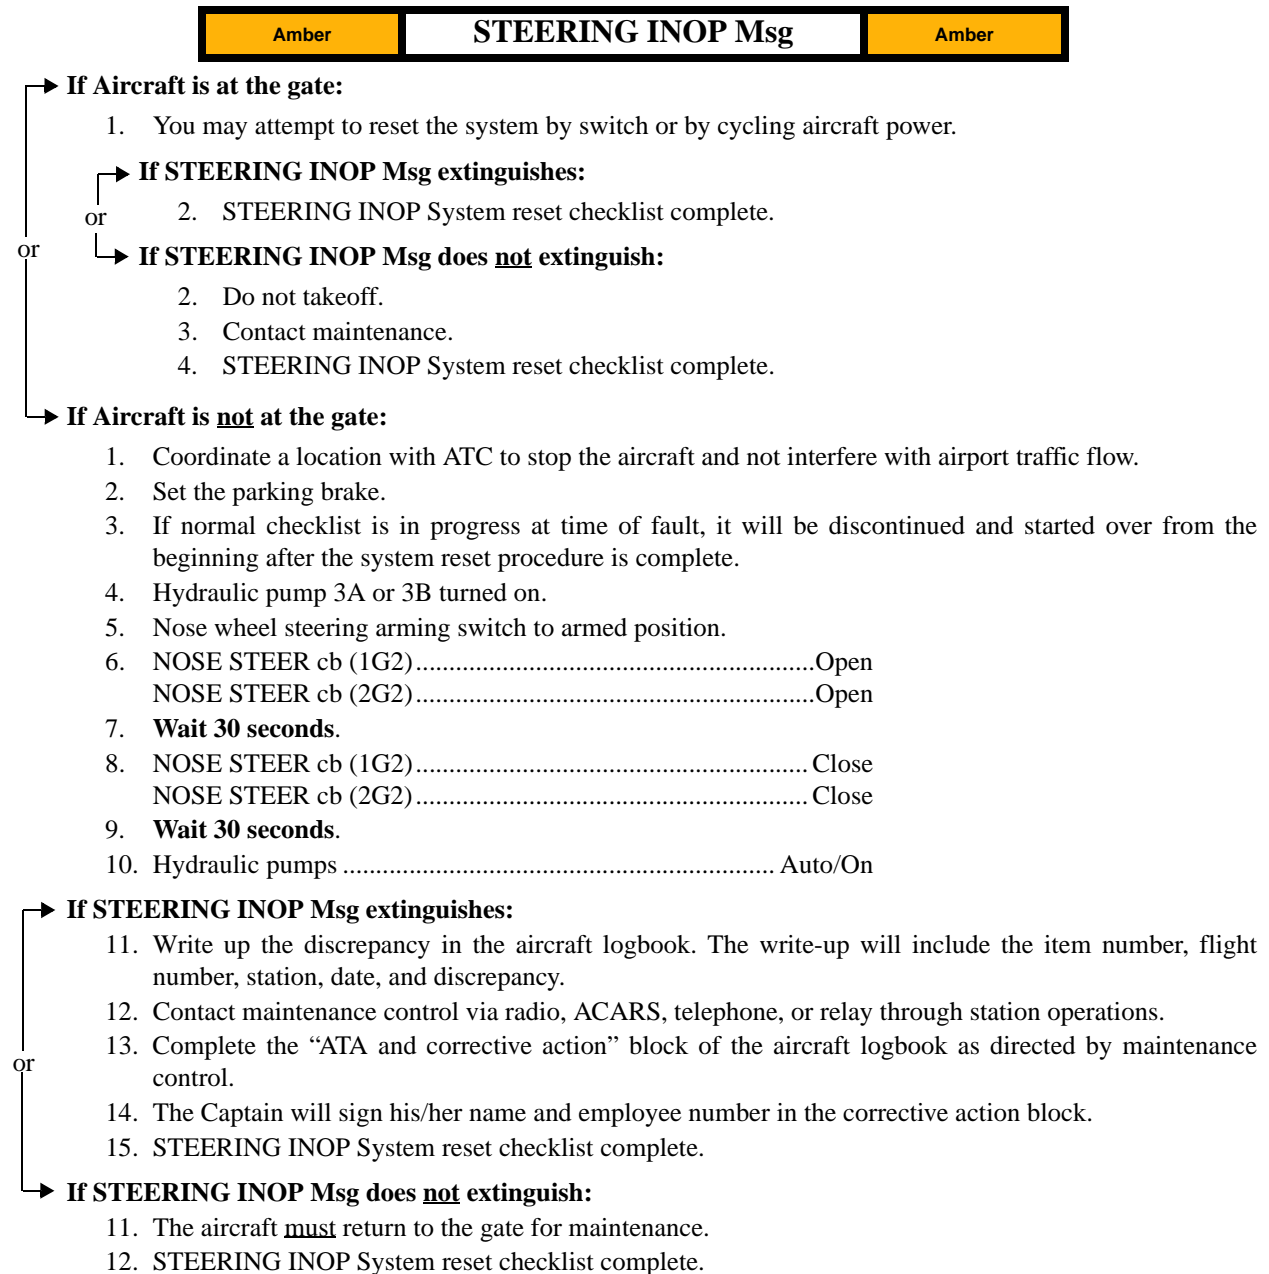 Amber STEERING INOP Msg Amber
If Aircraft is at the gate:
1. You may attempt to reset the system by switch or by cycling aircraft power.
If STEERING INOP Msg extinguishes:
or
2. STEERING INOP System reset checklist complete.
or
If STEERING INOP Msg does not extinguish:
2. Do not takeoff.
3. Contact maintenance.
4. STEERING INOP System reset checklist complete.
If Aircraft is not at the gate:
1. Coordinate a location with ATC to stop the aircraft and not interfere with airport traffic flow.
2. Set the parking brake.
3. If normal checklist is in progress at time of fault, it will be discontinued and started over from the
beginning after the system reset procedure is complete.
4. Hydraulic pump 3A or 3B turned on.
5. Nose wheel steering arming switch to armed position.
6. NOSE STEER cb (1G2)............................................................Open
NOSE STEER cb (2G2)............................................................Open
7. Wait 30 seconds.
8. NOSE STEER cb (1G2)........................................................... Close
NOSE STEER cb (2G2)........................................................... Close
9. Wait 30 seconds.
10. Hydraulic pumps ................................................................. Auto/On
If STEERING INOP Msg extinguishes:
11. Write up the discrepancy in the aircraft logbook. The write-up will include the item number, flight
number, station, date, and discrepancy.
12. Contact maintenance control via radio, ACARS, telephone, or relay through station operations.
13. Complete the “ATA and corrective action” block of the aircraft logbook as directed by maintenance
or
control.
14. The Captain will sign his/her name and employee number in the corrective action block.
15. STEERING INOP System reset checklist complete.
If STEERING INOP Msg does not extinguish:
11. The aircraft must return to the gate for maintenance.
12. STEERING INOP System reset checklist complete.